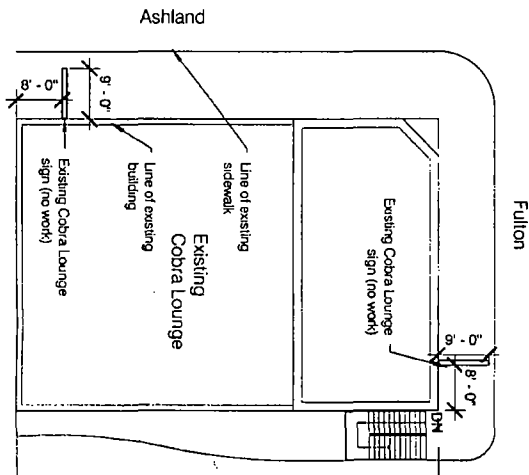 Ashland
Fulton
8' - 0"
9' - 0"
Existing Cobra Lounge
sign (no work)
Line of existing
building
Line of existing
sidewalk
Existing
Cobra Lounge
Existing Cobra Lounge
sign (no work)
9' - 0"
8' - 0"
DN